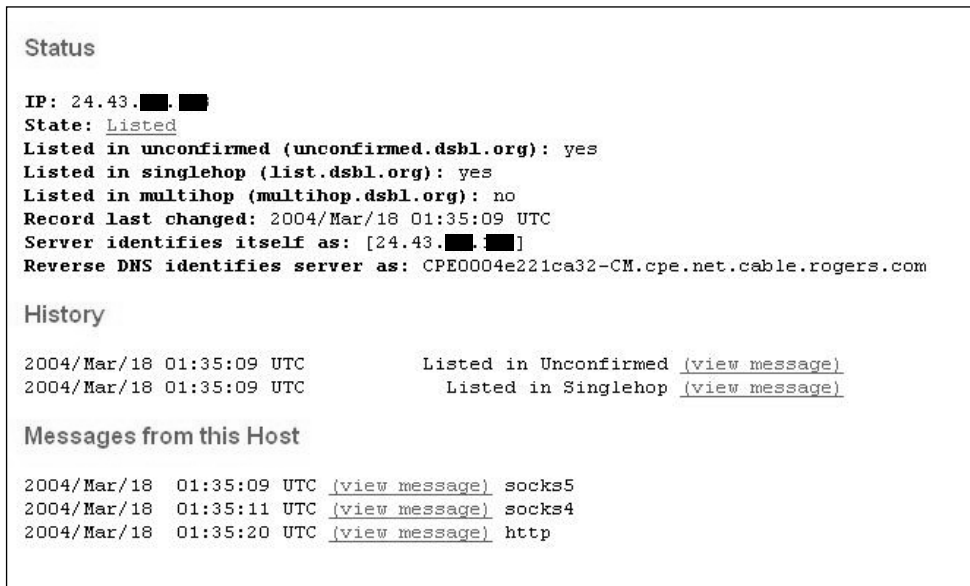 Status
IP: 24.43.
State: Listed
Listed in unconfirmed (unconfirmed.dsbl.org): yes
Listed in singlehop (list.dsbl.org): yes
Listed in multihop (multihop.dsbl.org): no
Record last changed: 2004/Mar/18 01:35:09 UTC
Server identifies itself as: [24.43. . ]
Reverse DNS identifies server as: CPE0004e221ca32-CM.cpe.net.cable.rogers.com
History
2004/Mar/18 01:35:09 UTC Listed in Unconfirmed (view message)
2004/Mar/18 01:35:09 UTC Listed in Singlehop (view message)
Messages from this Host
2004/Mar/18 01:35:09 UTC (view message) socks5
2004/Mar/18 01:35:11 UTC (view message) socks4
2004/Mar/18 01:35:20 UTC (view message) http